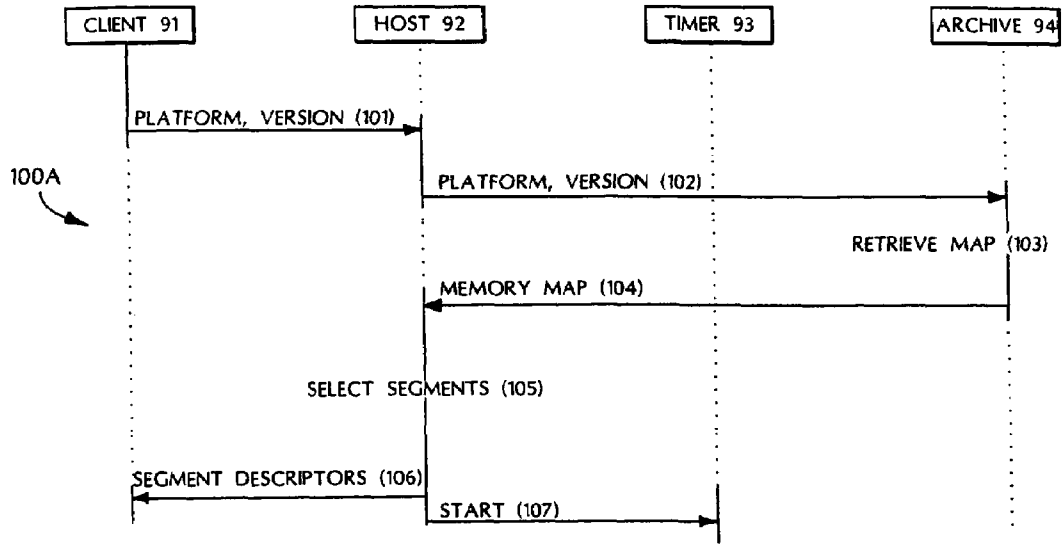 CLIENT 91
HOST 92
TIMER 93
ARCHIVE 94
PLATFORM, VERSION (101)
100A
PLATFORM, VERSION (102)
RETRIEVE MAP (103)
MEMORY MAP (104)
SELECT SEGMENTS (105)
SEGMENT DESCRIPTORS (106)
START (107)